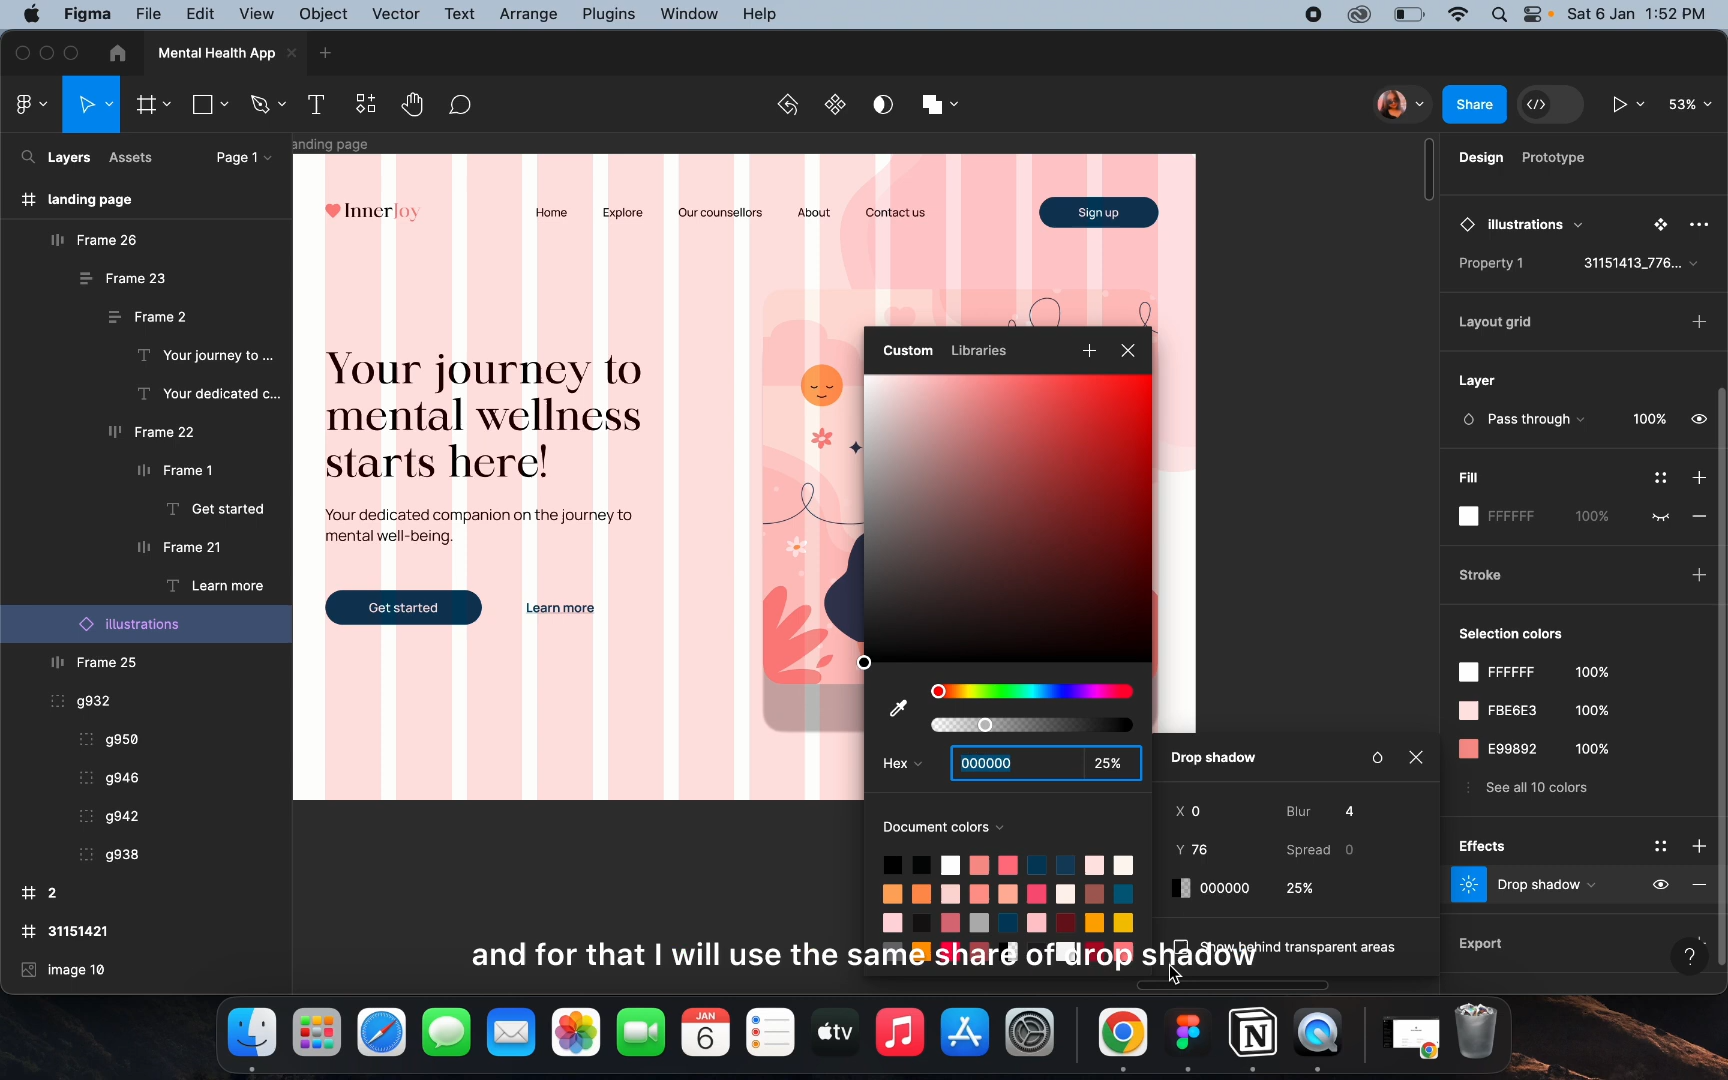 Figma File Edit View Object Vector Text Arrange Plugins Window Help Sat 6 Jan 1:52 PM
Mental Health App
Share 53%
Layers Assets Page 1
landing page
Frame 26
Frame 23
Frame 2
Your journey to ...
Your dedicated c...
Frame 22
Frame 1
Get started
Frame 21
Learn more
illustrations
Frame 25
g932
g950
g946
g942
g938
2
31151421
image 10
anding page
InnerJoy
Home Explore Our counsellors About Contact us Sign up
Your journey to
mental wellness
starts here!
Your dedicated companion on the journey to
mental well-being.
Get started Learn more
Custom Libraries
Hex 000000 25%
Document colors
Drop shadow
X 0 Blur 4
Y 76 Spread 0
000000 25%
Show behind transparent areas
Design Prototype
illustrations
Property 1 31151413_776...
Layout grid
Layer
Pass through 100%
Fill
FFFFFF 100%
Stroke
Selection colors
FFFFFF 100%
FBE6E3 100%
E99892 100%
See all 10 colors
Effects
Drop shadow
Export
?
and for that I will use the same share of drop shadow
JAN
6
tv